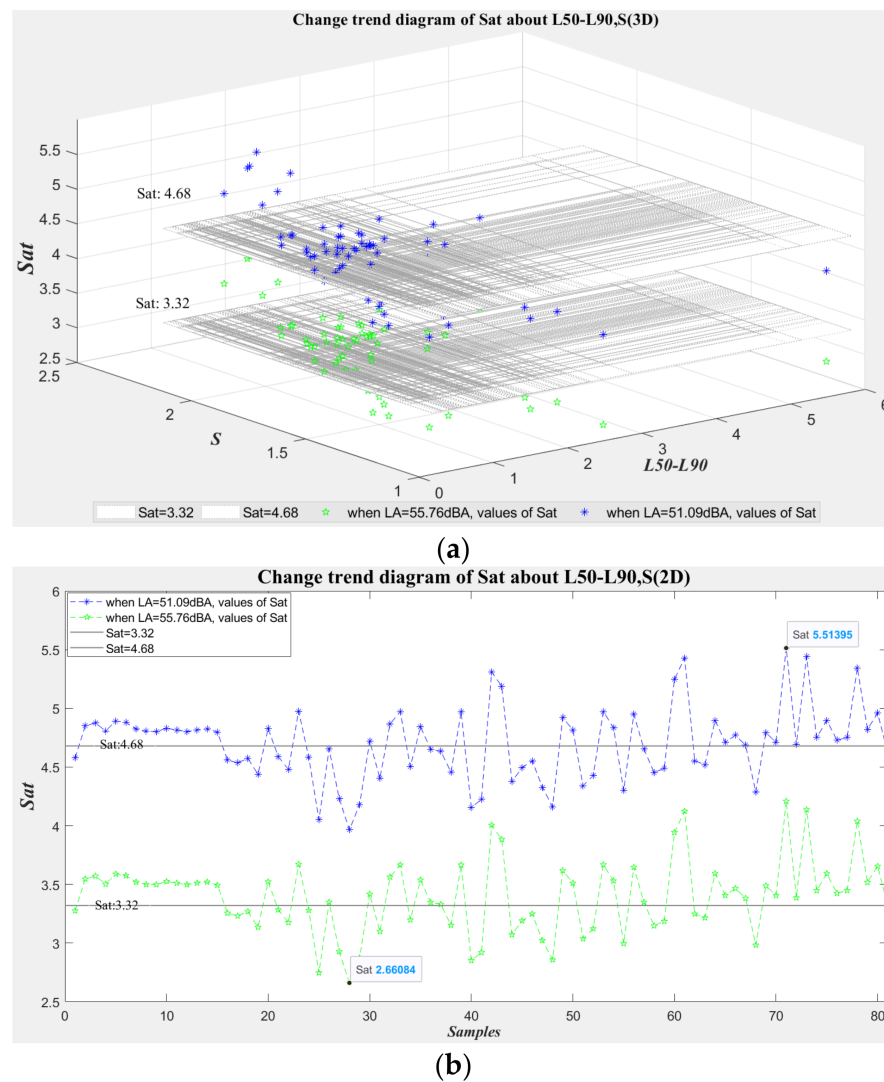 Change trend diagram of Sat about L50-L90,S(3D)
5.5
5
4.5
4
3.5
3
2.5
Sat
Sat: 4.68
Sat: 3.32
2.5
2
1.5
1
S
0
1
2
3
4
5
6
L50-L90
Sat=3.32 Sat=4.68 when LA=55.76dBA, values of Sat when LA=51.09dBA, values of Sat
(a)
Change trend diagram of Sat about L50-L90,S(2D)
6
5.5
5
4.5
4
3.5
3
2.5
Sat
when LA=51.09dBA, values of Sat
when LA=55.76dBA, values of Sat
Sat=3.32
Sat=4.68
Sat 5.51395
Sat:4.68
Sat:3.32
Sat 2.66084
0 10 20 30 40 50 60 70 80
Samples
(b)